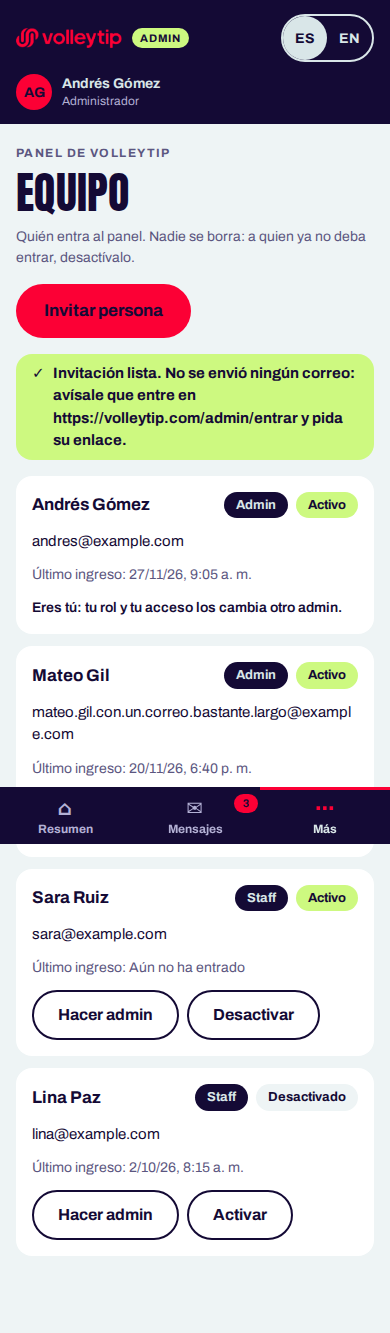 volleytip ADMIN ES EN
AG Andrés Gómez
Administrador
PANEL DE VOLLEYTIP
EQUIPO
Quién entra al panel. Nadie se borra: a quien ya no deba
entrar, desactívalo.
Invitar persona
✓ Invitación lista. No se envió ningún correo:
avísale que entre en
https://volleytip.com/admin/entrar y pida
su enlace.
Andrés Gómez Admin Activo
andres@example.com
Último ingreso: 27/11/26, 9:05 a. m.
Eres tú: tu rol y tu acceso los cambia otro admin.
Mateo Gil Admin Activo
mateo.gil.con.un.correo.bastante.largo@exampl
e.com
Último ingreso: 20/11/26, 6:40 p. m.
3
Resumen Mensajes Más
Sara Ruiz Staff Activo
sara@example.com
Último ingreso: Aún no ha entrado
Hacer admin Desactivar
Lina Paz Staff Desactivado
lina@example.com
Último ingreso: 2/10/26, 8:15 a. m.
Hacer admin Activar